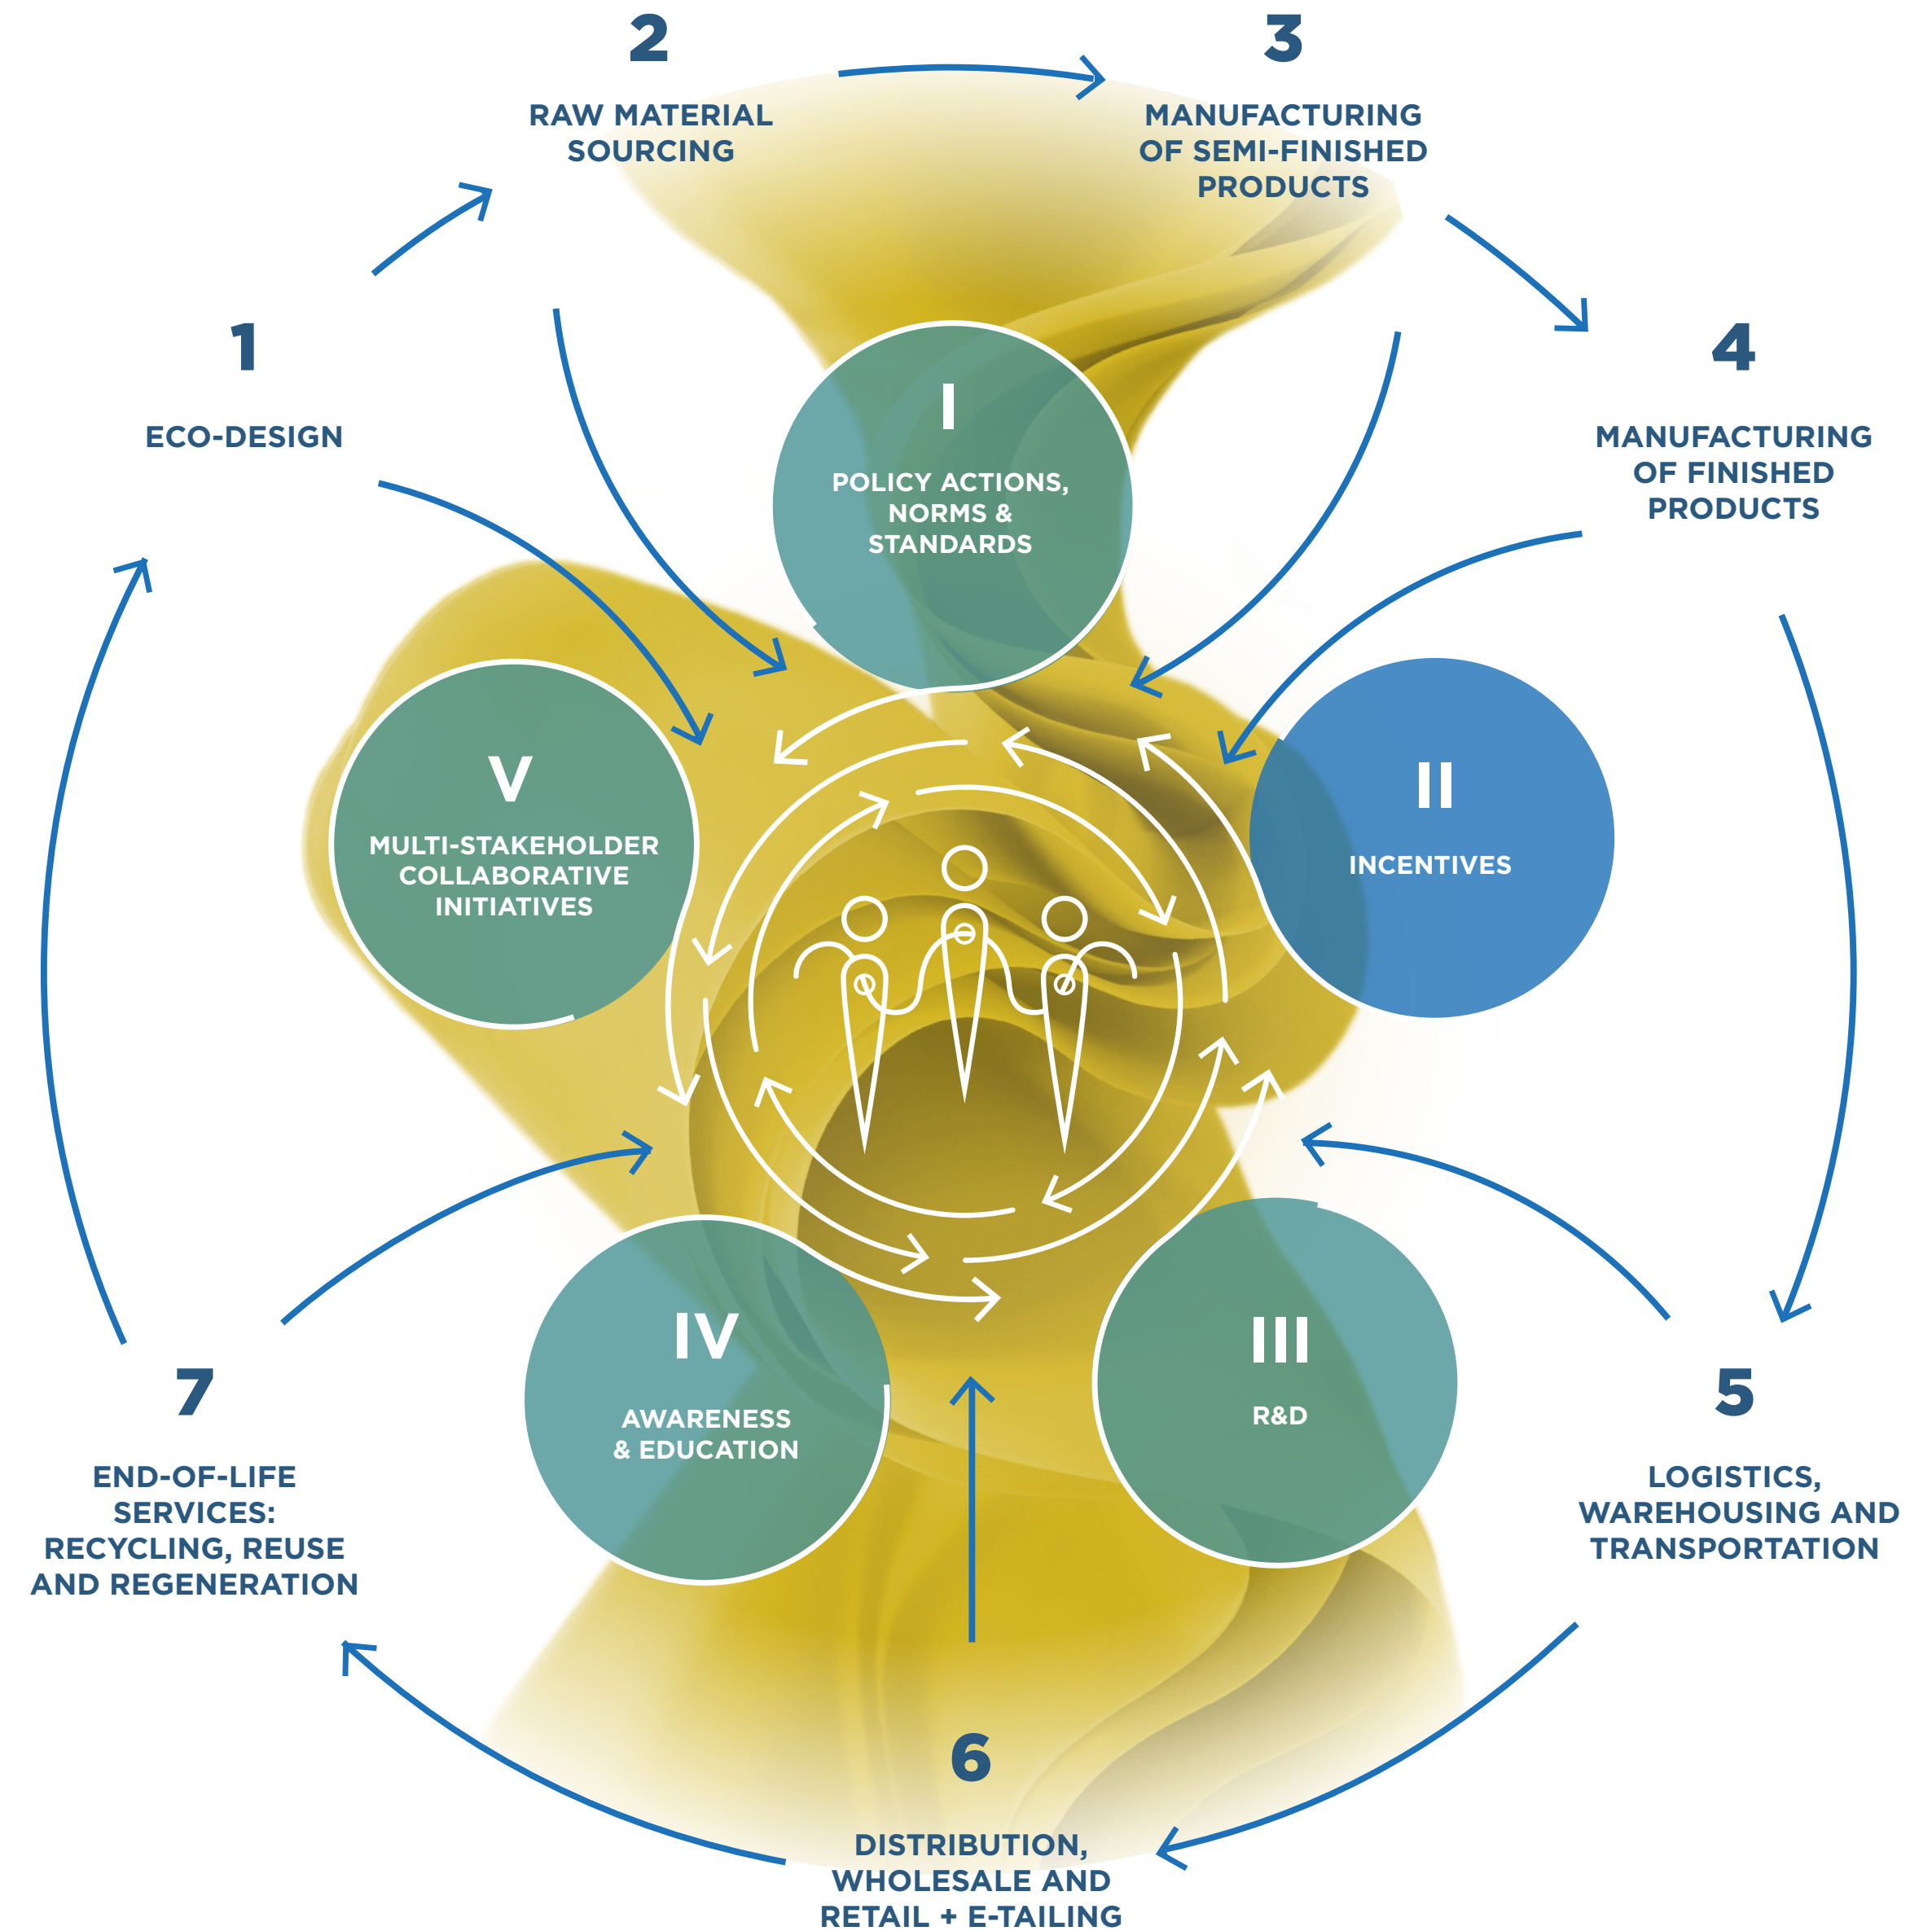 1
ECO-DESIGN
2
RAW MATERIAL
SOURCING
3
MANUFACTURING
OF SEMI-FINISHED
PRODUCTS
4
MANUFACTURING
OF FINISHED
PRODUCTS
5
LOGISTICS,
WAREHOUSING AND
TRANSPORTATION
6
DISTRIBUTION,
WHOLESALE AND
RETAIL + E-TAILING
7
END-OF-LIFE
SERVICES:
RECYCLING, REUSE
AND REGENERATION
I
POLICY ACTIONS,
NORMS &
STANDARDS
II
INCENTIVES
III
R&D
IV
AWARENESS
& EDUCATION
V
MULTI-STAKEHOLDER
COLLABORATIVE
INITIATIVES